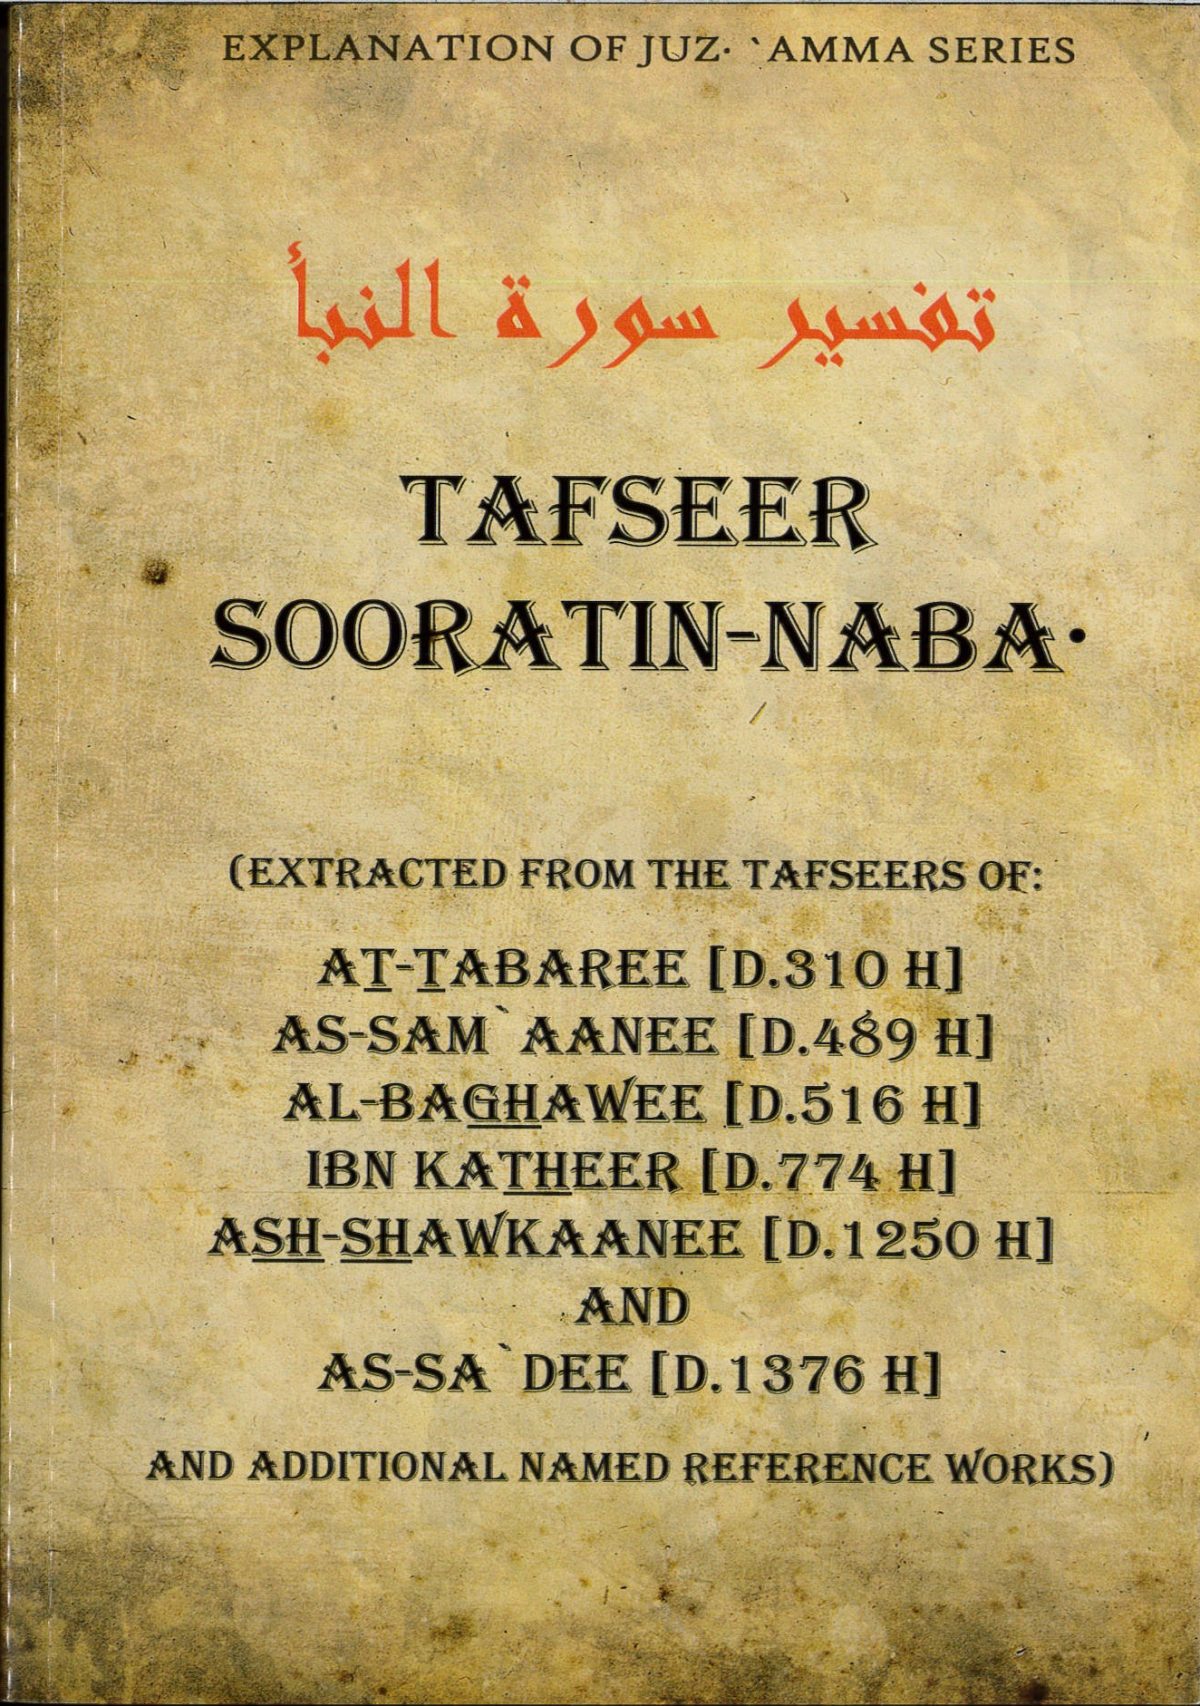 EXPLANATION OF JUZ· `AMMA SERIES
تفسير سورة النبأ
TAFSEER
SOORATIN-NABA·
(EXTRACTED FROM THE TAFSEERS OF:
AT-TABAREE [D.310 H]
AS-SAM`AANEE [D.489 H]
AL-BAGHAWEE [D.516 H]
IBN KATHEER [D.774 H]
ASH-SHAWKAANEE [D.1250 H]
AND
AS-SA`DEE [D.1376 H]
AND ADDITIONAL NAMED REFERENCE WORKS)